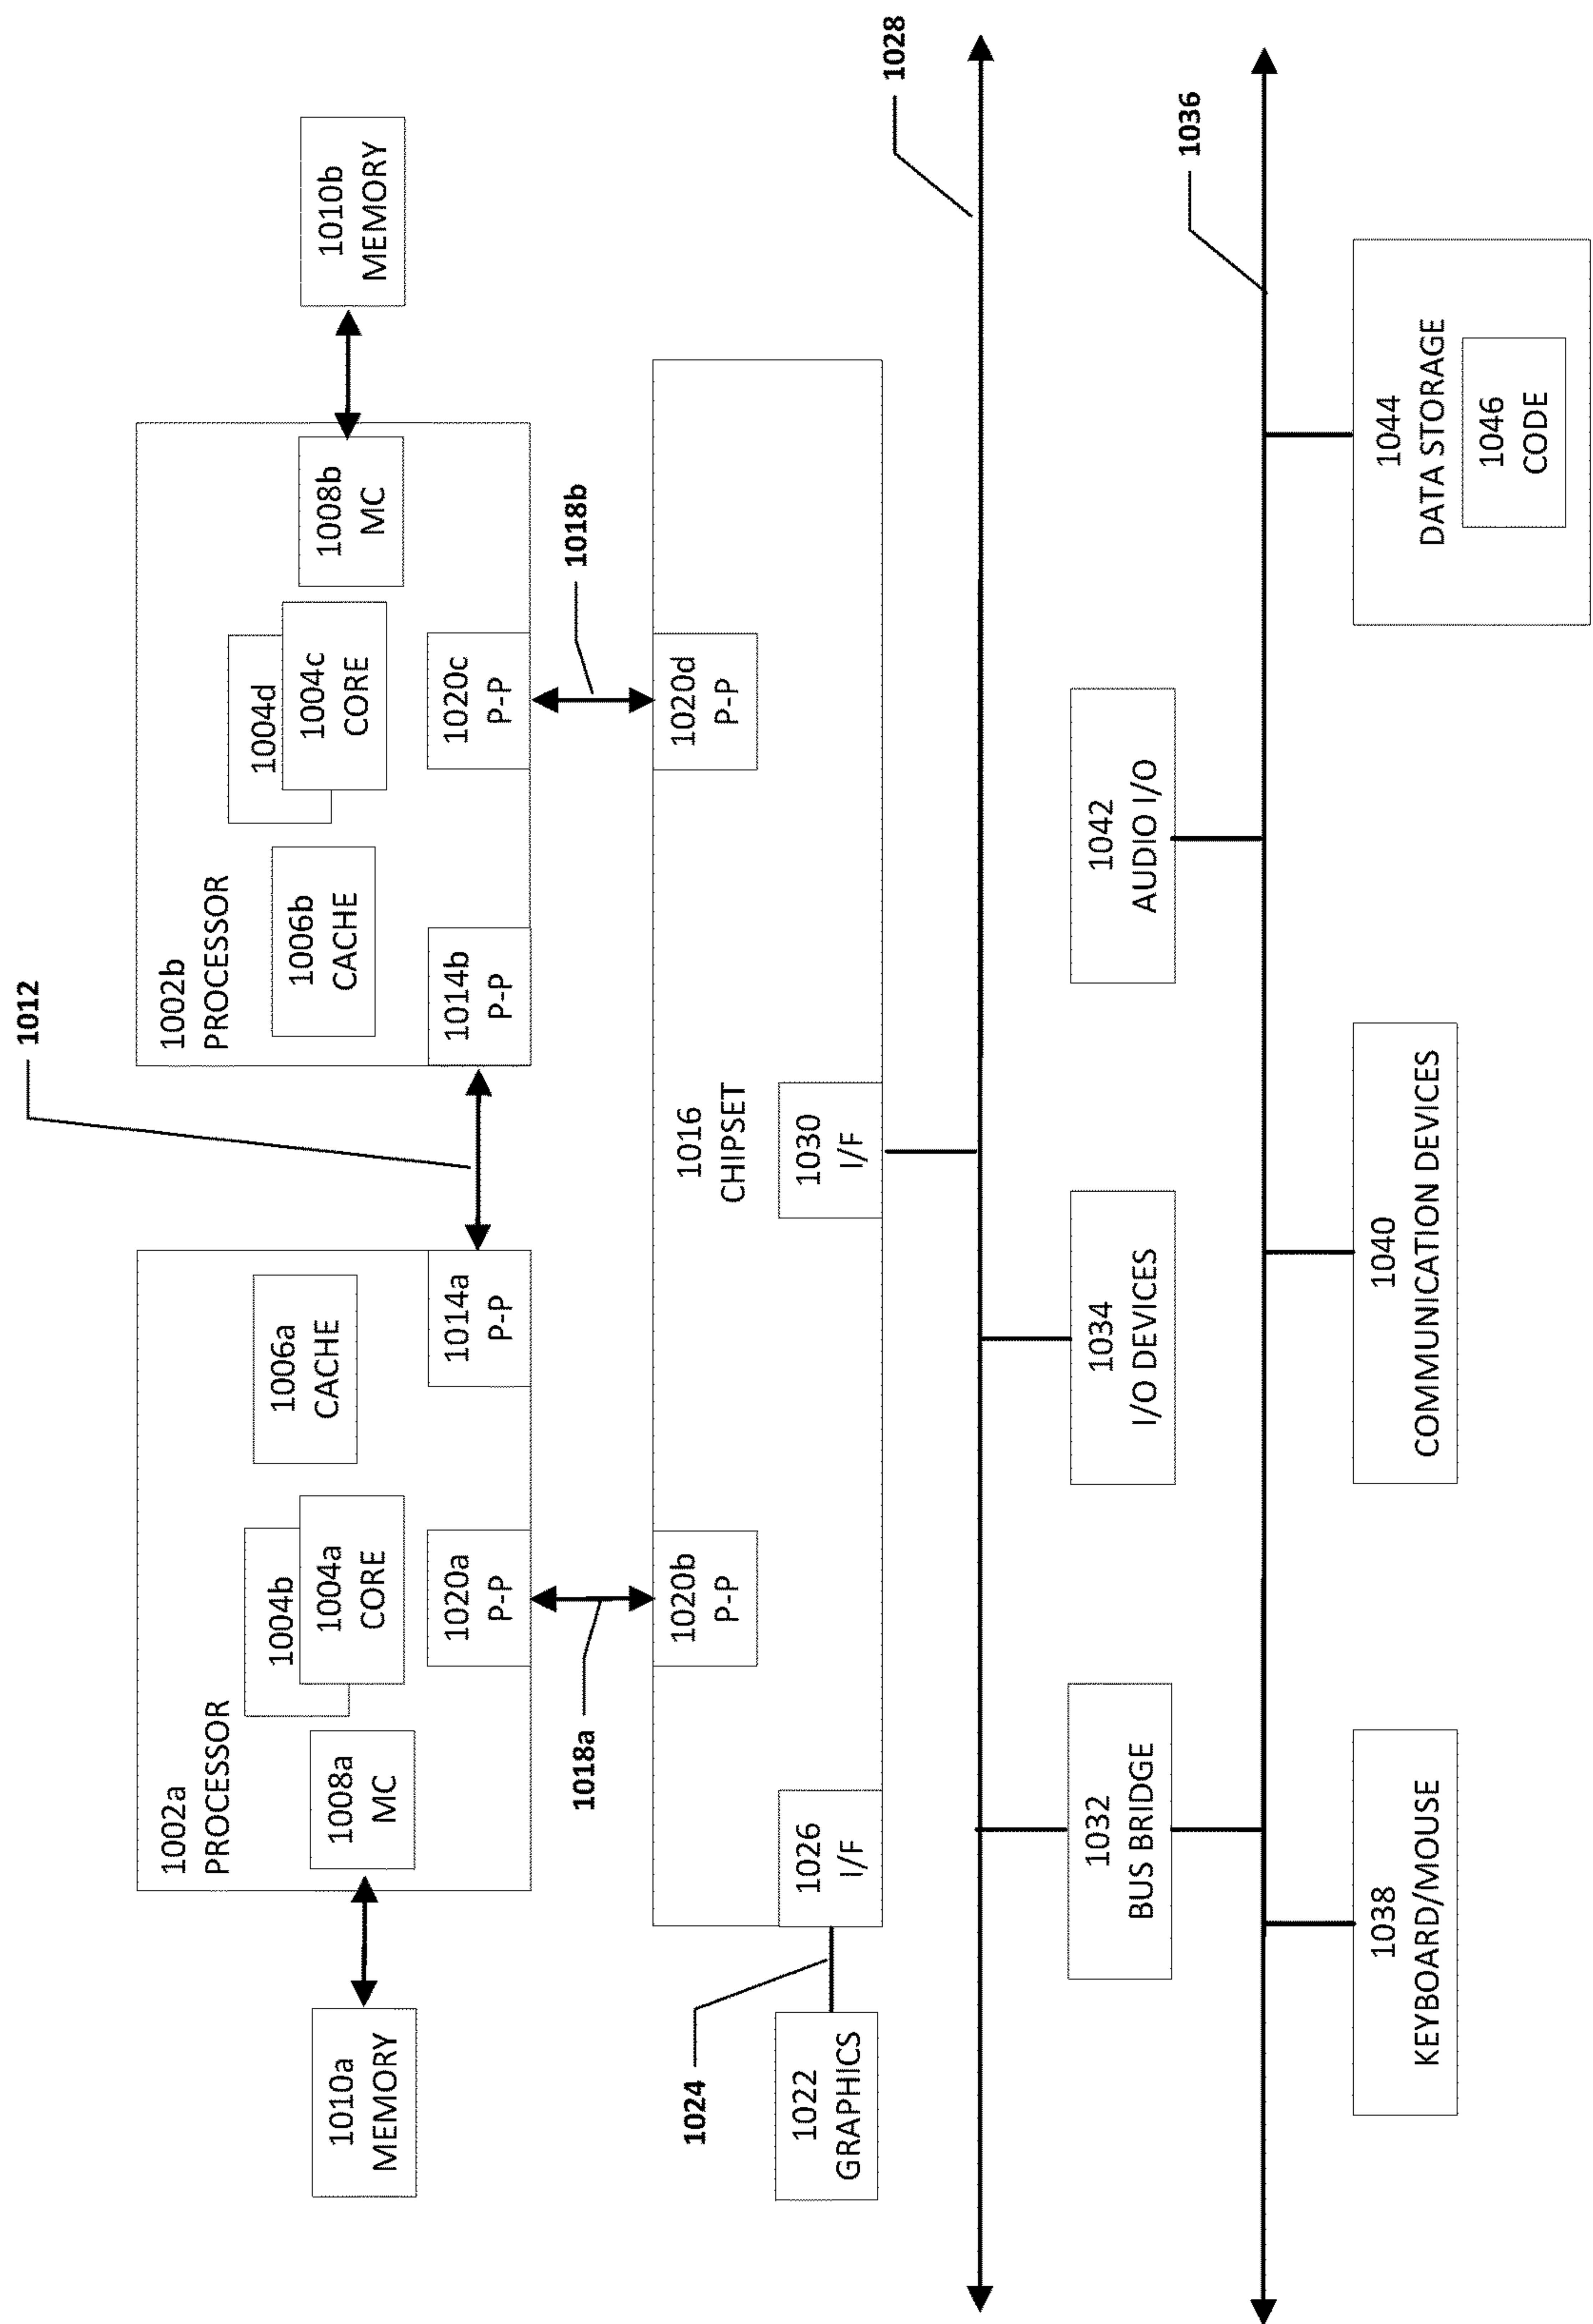 1012
1002a
PROCESSOR
1002b
PROCESSOR
1004b
1004a
CORE
1006a
CACHE
1008a
MC
1010a
MEMORY
1020a
P-P
1014a
P-P
1006b
CACHE
1004d
1004c
CORE
1008b
MC
1010b
MEMORY
1014b
P-P
1020c
P-P
1018a
1018b
1020b
P-P
1016
CHIPSET
1020d
P-P
1024
1022
GRAPHICS
1026
I/F
1030
I/F
1028
1032
BUS BRIDGE
1034
I/O DEVICES
1042
AUDIO I/O
1036
1038
KEYBOARD/MOUSE
1040
COMMUNICATION DEVICES
1044
DATA STORAGE
1046
CODE